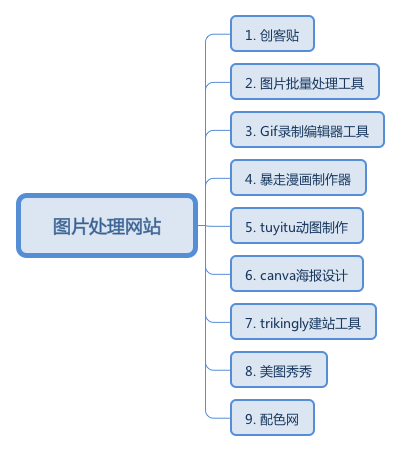 图片处理网站
1. 创客贴
2. 图片批量处理工具
3. Gif录制编辑器工具
4. 暴走漫画制作器
5. tuyitu动图制作
6. canva海报设计
7. trikingly建站工具
8. 美图秀秀
9. 配色网